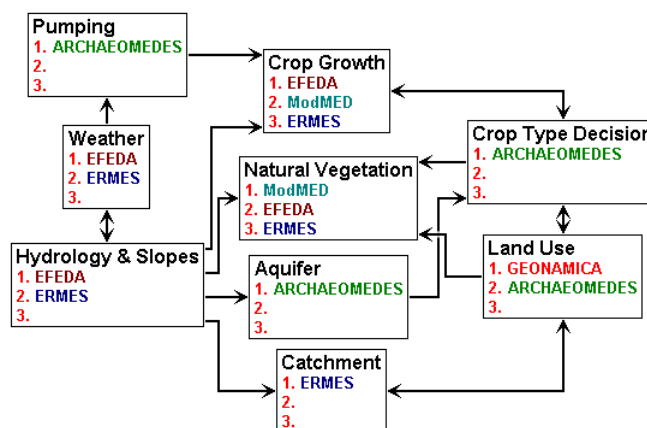 Pumping
1. ARCHAEOMEDES
2.
3.
Crop Growth
1. EFEDA
2. ModMED
3. ERMES
Weather
1. EFEDA
2. ERMES
3.
Crop Type Decision
1. ARCHAEOMEDES
2.
3.
Natural Vegetation
1. ModMED
2. EFEDA
3. ERMES
Hydrology & Slopes
1. EFEDA
2. ERMES
3.
Aquifer
1. ARCHAEOMEDES
2.
3.
Land Use
1. GEONAMICA
2. ARCHAEOMEDES
3.
Catchment
1. ERMES
2.
3.